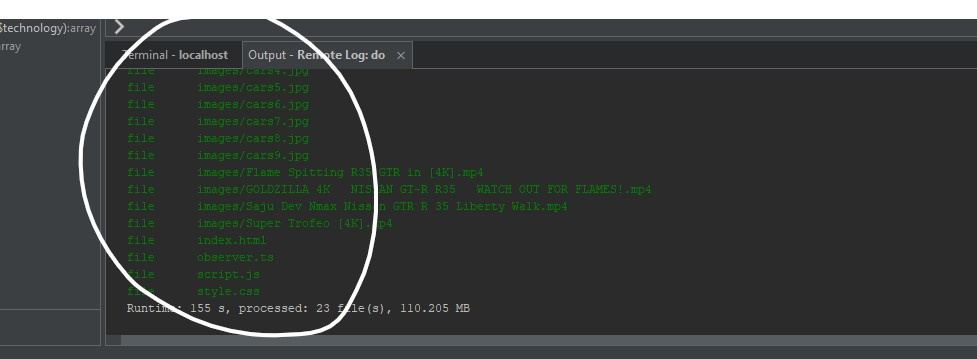 $technology):array
rray
Terminal - localhost Output - Remote Log: do
file images/cars4.jpg
file images/cars5.jpg
file images/cars6.jpg
file images/cars7.jpg
file images/cars8.jpg
file images/cars9.jpg
file images/Flame Spitting R35 GTR in [4K].mp4
file images/GOLDZILLA 4K NISSAN GT-R R35 WATCH OUT FOR FLAMES!.mp4
file images/Saju Dev Nmax Nissan GTR R 35 Liberty Walk.mp4
file images/Super Trofeo [4K].mp4
file index.html
file observer.ts
file script.js
file style.css
Runtime: 155 s, processed: 23 file(s), 110.205 MB